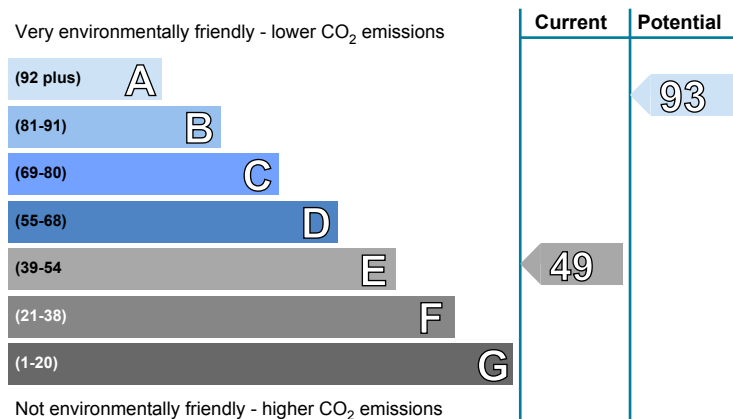 Current Potential
Very environmentally friendly - lower CO₂ emissions
(92 plus) A 93
(81-91) B
(69-80) C
(55-68) D
(39-54 E 49
(21-38) F
(1-20) G
Not environmentally friendly - higher CO₂ emissions